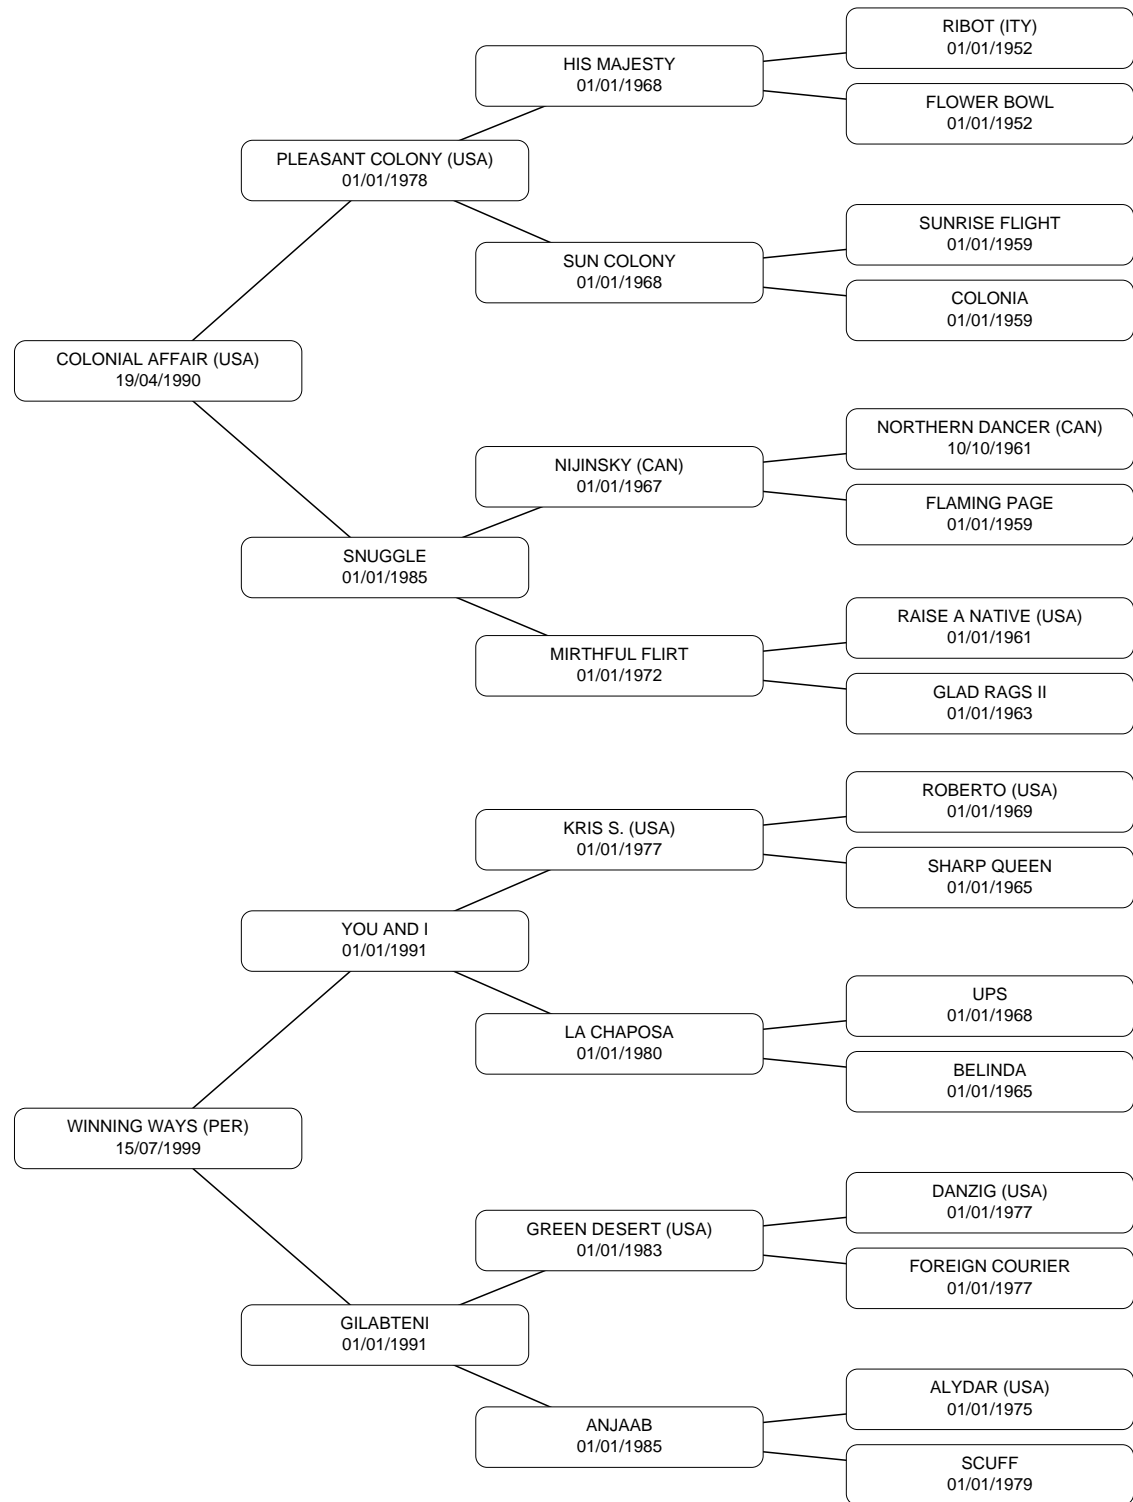 RIBOT (ITY)
01/01/1952
HIS MAJESTY
01/01/1968
FLOWER BOWL
01/01/1952
PLEASANT COLONY (USA)
01/01/1978
SUNRISE FLIGHT
01/01/1959
SUN COLONY
01/01/1968
COLONIA
01/01/1959
COLONIAL AFFAIR (USA)
19/04/1990
NORTHERN DANCER (CAN)
10/10/1961
NIJINSKY (CAN)
01/01/1967
FLAMING PAGE
01/01/1959
SNUGGLE
01/01/1985
RAISE A NATIVE (USA)
01/01/1961
MIRTHFUL FLIRT
01/01/1972
GLAD RAGS II
01/01/1963
ROBERTO (USA)
01/01/1969
KRIS S. (USA)
01/01/1977
SHARP QUEEN
01/01/1965
YOU AND I
01/01/1991
UPS
01/01/1968
LA CHAPOSA
01/01/1980
BELINDA
01/01/1965
WINNING WAYS (PER)
15/07/1999
DANZIG (USA)
01/01/1977
GREEN DESERT (USA)
01/01/1983
FOREIGN COURIER
01/01/1977
GILABTENI
01/01/1991
ALYDAR (USA)
01/01/1975
ANJAAB
01/01/1985
SCUFF
01/01/1979